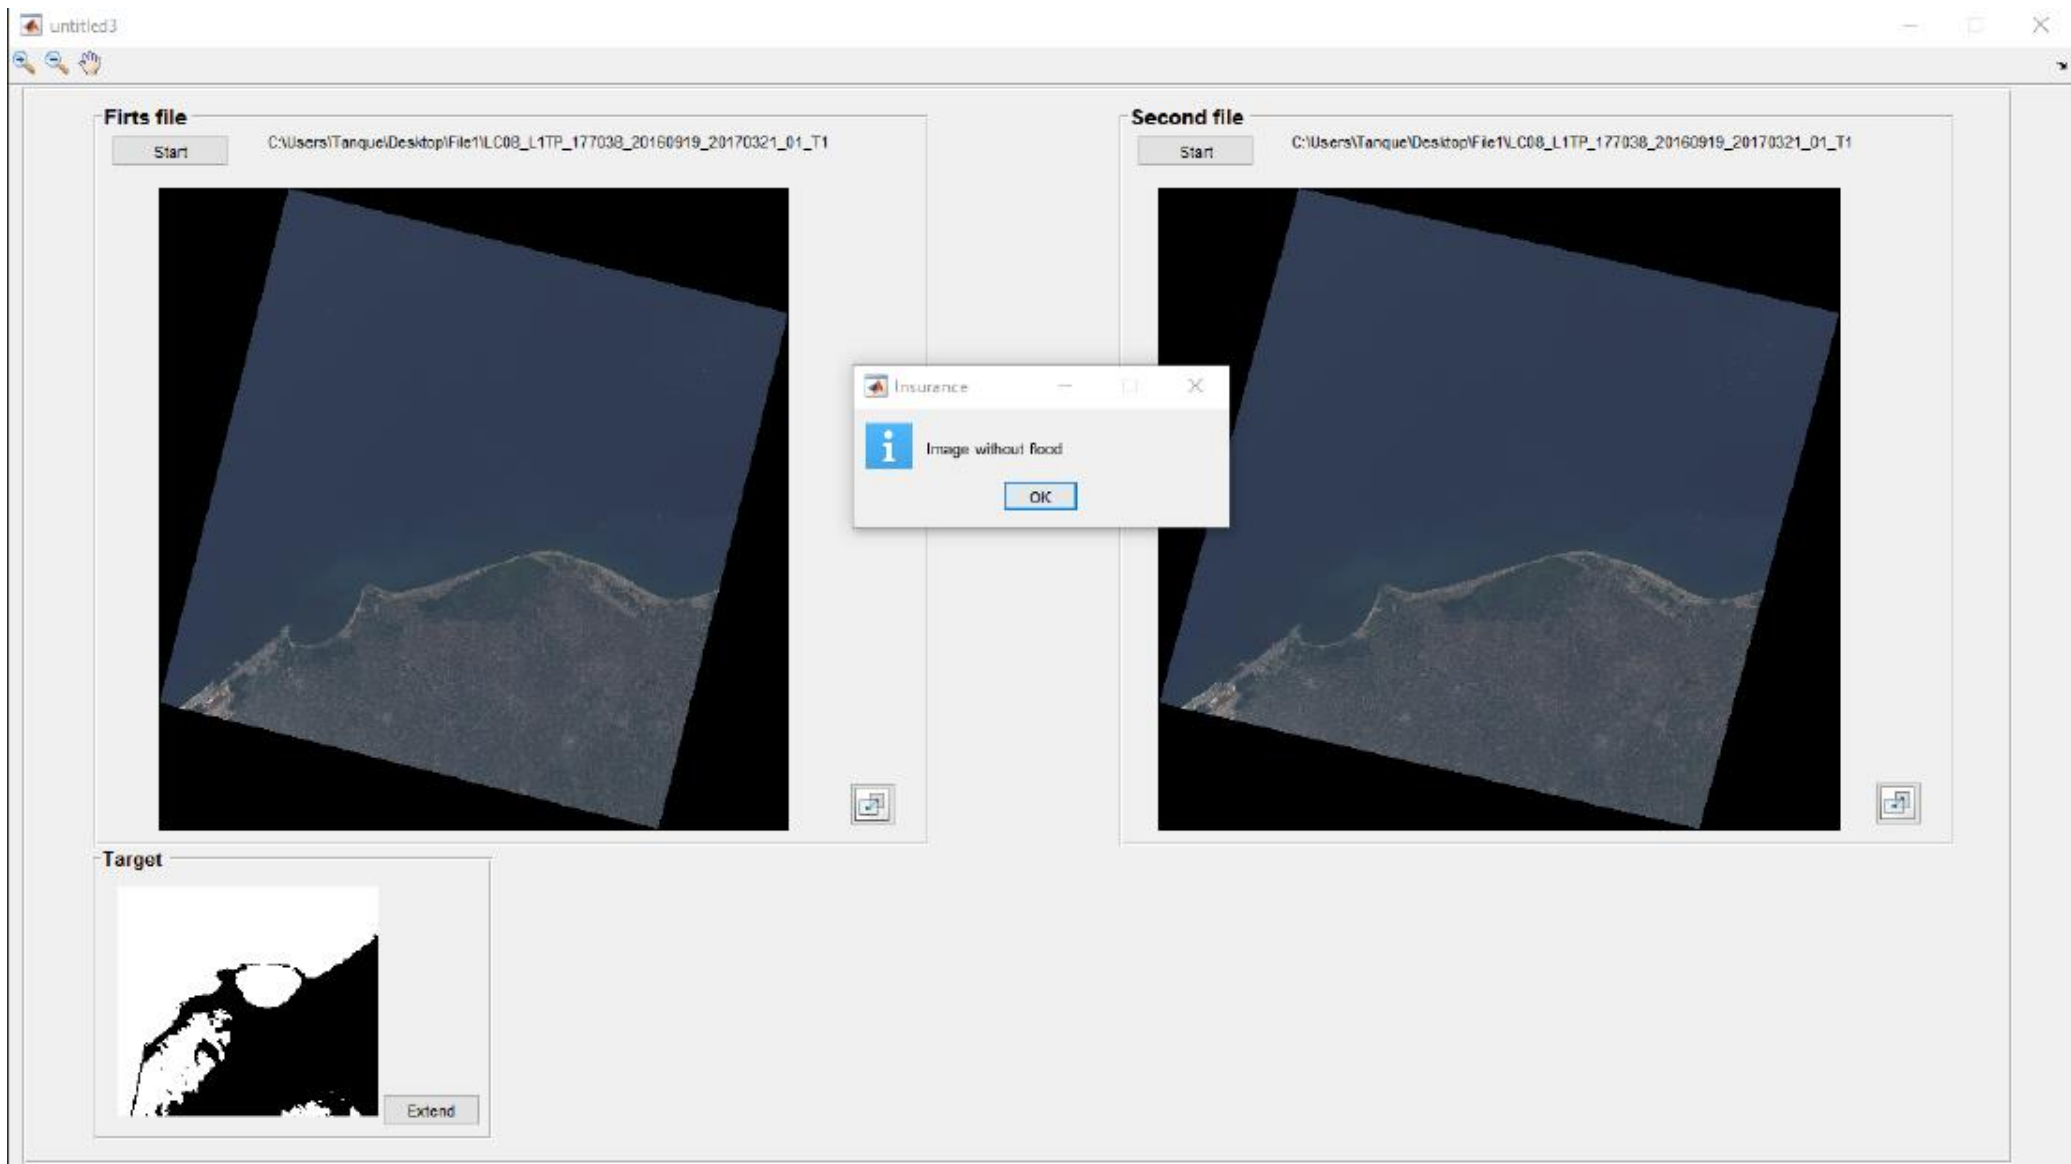 untitled3
Firts file
Start
C:\Users\Tanque\Desktop\File1\LC08_L1TP_177038_20160919_20170321_01_T1
Second file
Start
C:\Users\Tanque\Desktop\File1\LC08_L1TP_177038_20160919_20170321_01_T1
Insurance
Image without flood
OK
Target
Extend